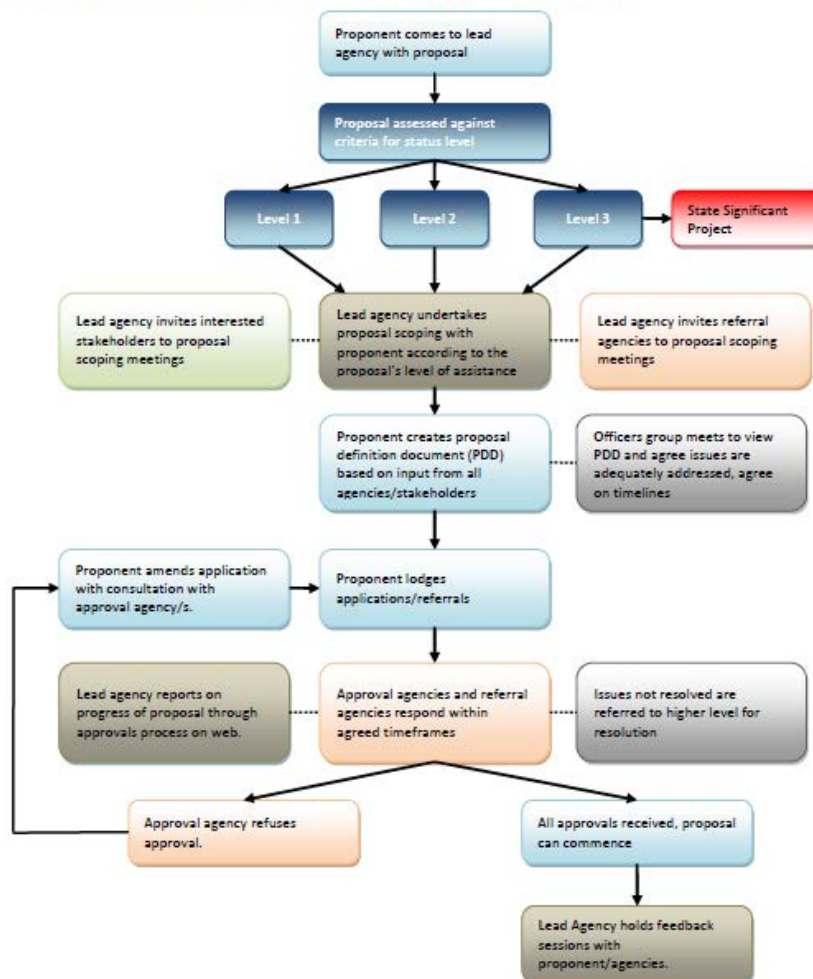 Proponent comes to lead
agency with proposal
Proposal assessed against
criteria for status level
Level 1
Level 2
Level 3
State Significant
Project
Lead agency invites interested
stakeholders to proposal
scoping meetings
Lead agency undertakes
proposal scoping with
proponent according to the
proposal's level of assistance
Lead agency invites referral
agencies to proposal scoping
meetings
Proponent creates proposal
definition document (PDD)
based on input from all
agencies/stakeholders
Officers group meets to view
PDD and agree issues are
adequately addressed, agree
on timelines
Proponent amends application
with consultation with
approval agency/s.
Proponent lodges
applications/referrals
Lead agency reports on
progress of proposal through
approvals process on web.
Approval agencies and referral
agencies respond within
agreed timeframes
Issues not resolved are
referred to higher level for
resolution
Approval agency refuses
approval.
All approvals received, proposal
can commence
Lead Agency holds feedback
sessions with
proponent/agencies.